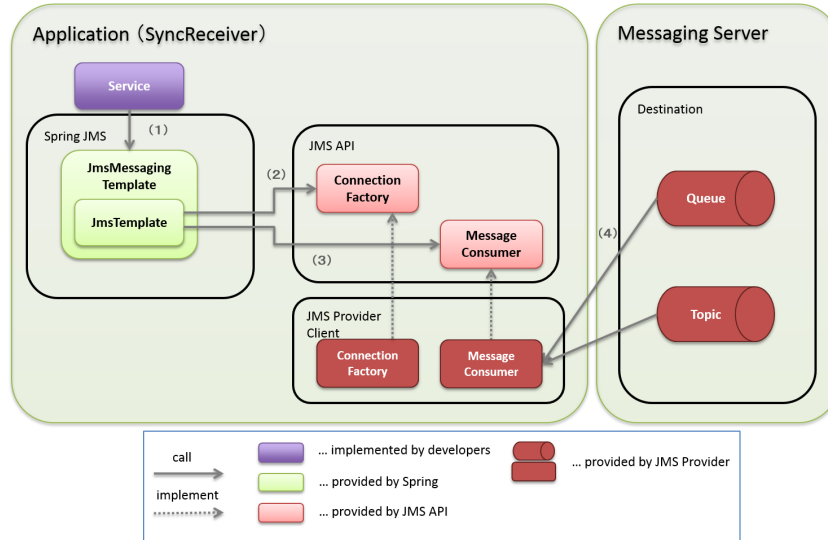 Application（SyncReceiver）
Messaging Server
Service
(1)
Spring JMS
JmsMessaging
Template
JmsTemplate
(2)
(3)
JMS API
Connection
Factory
Message
Consumer
JMS Provider
Client
Connection
Factory
Message
Consumer
Destination
Queue
(4)
Topic
call
implement
... implemented by developers
... provided by Spring
... provided by JMS API
... provided by JMS Provider